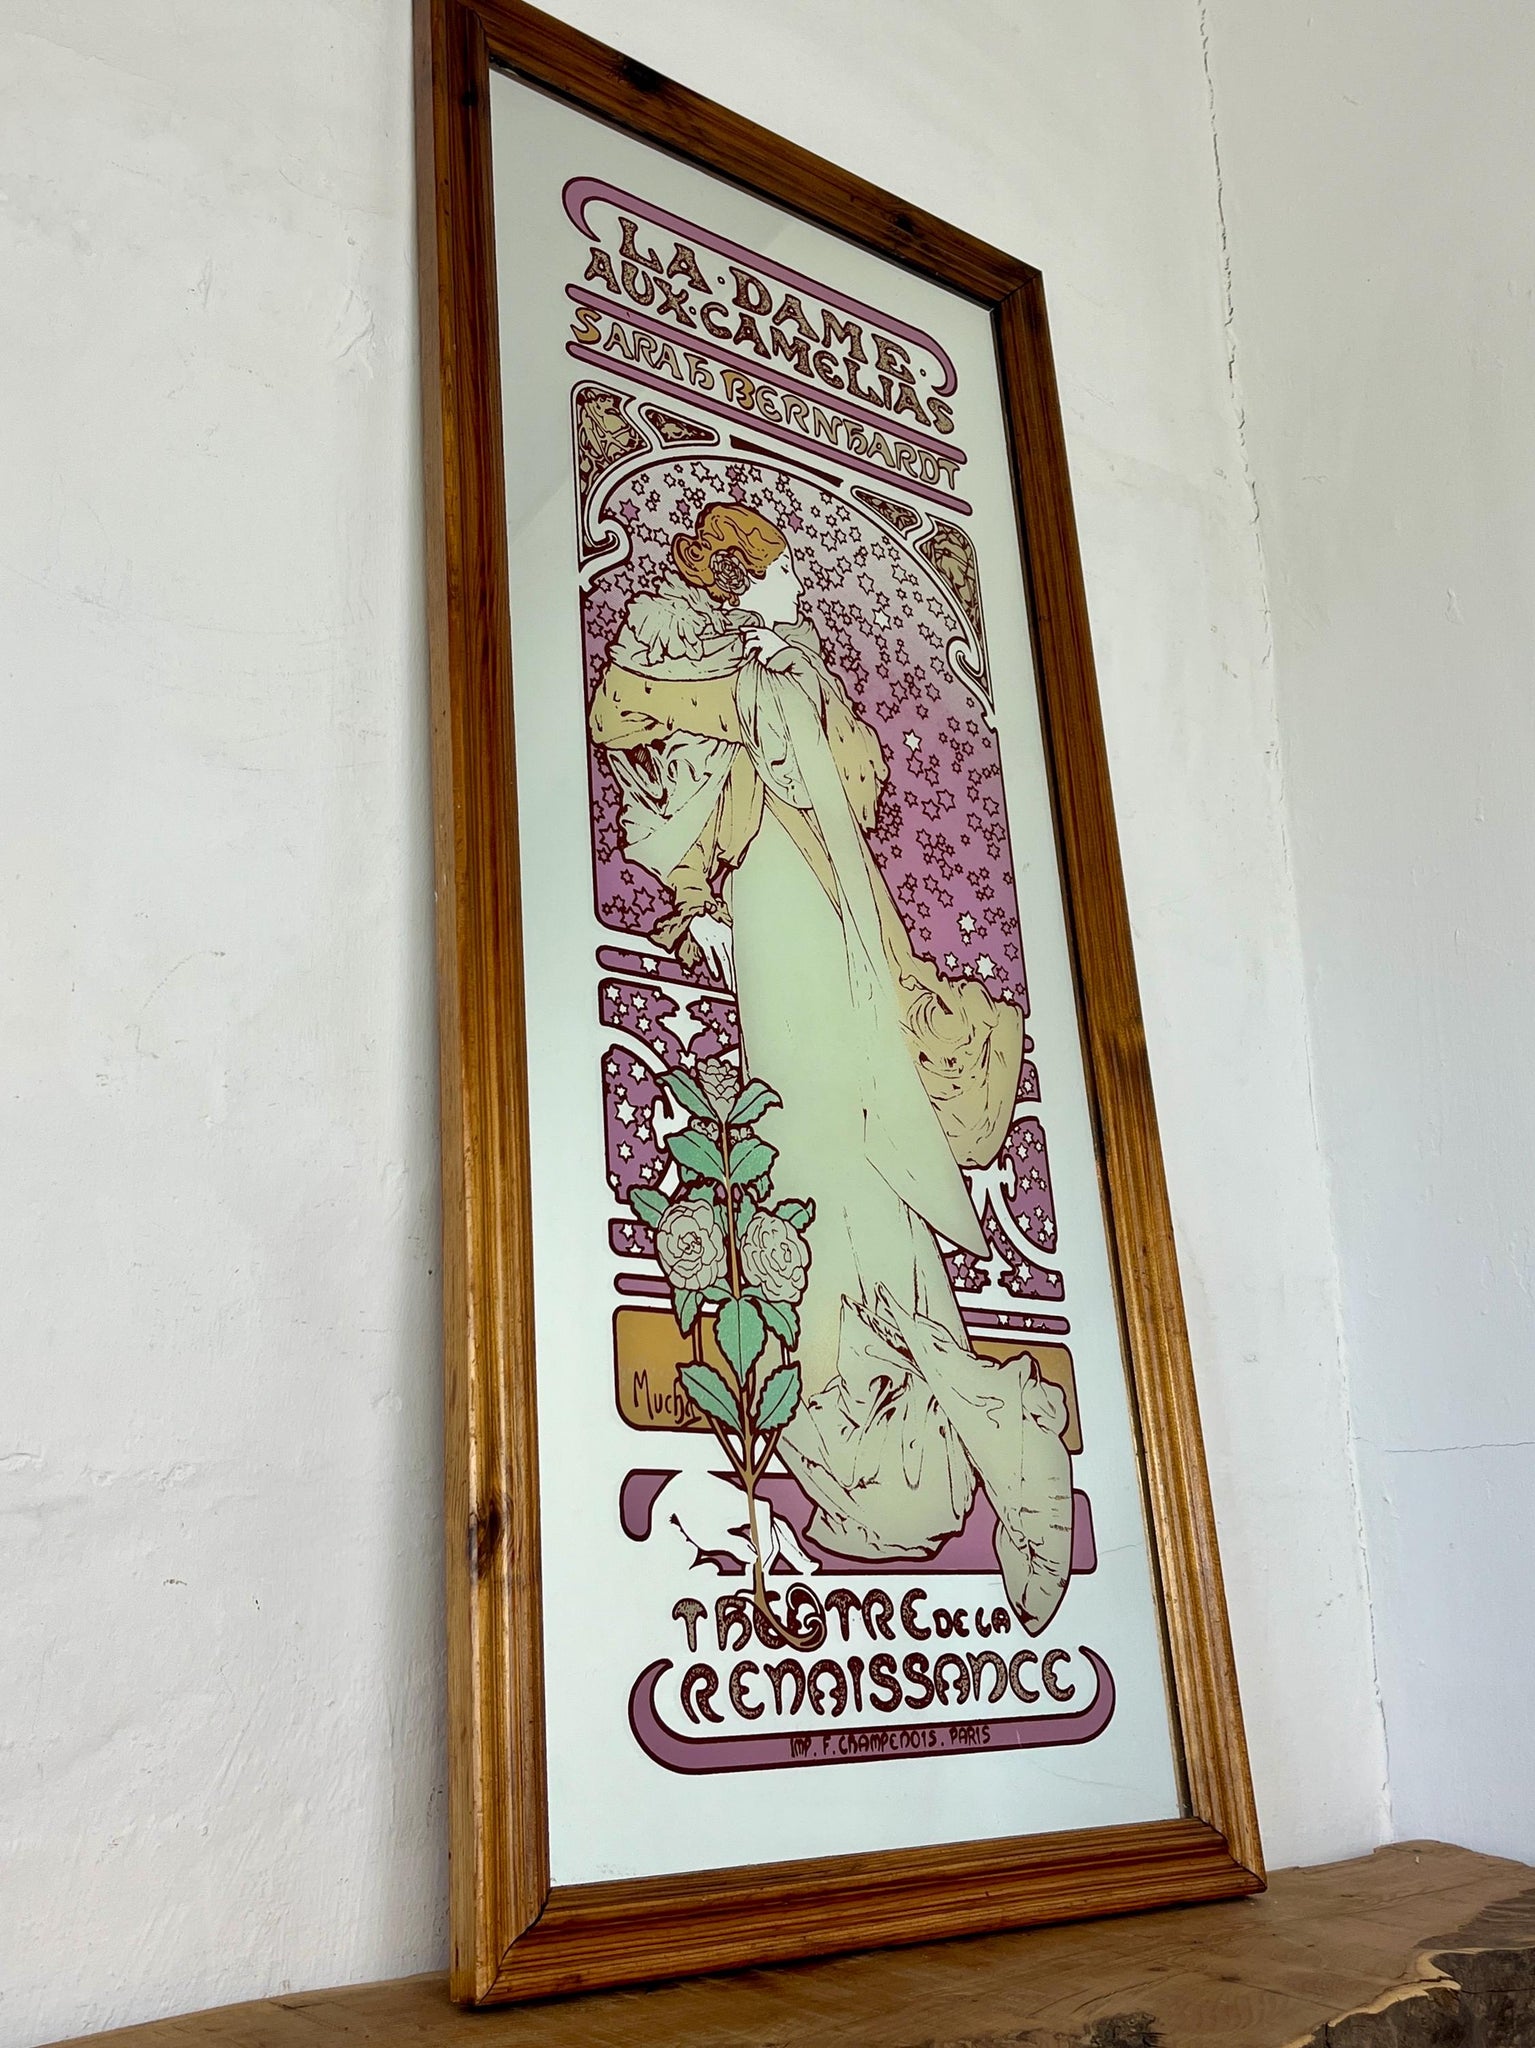 LA · DAME ·
AUX · CAMELIAS
SARAH BERNHARDT
Mucha
THEATRE DE LA
RENAISSANCE
IMP. F. CHAMPENOIS. PARIS